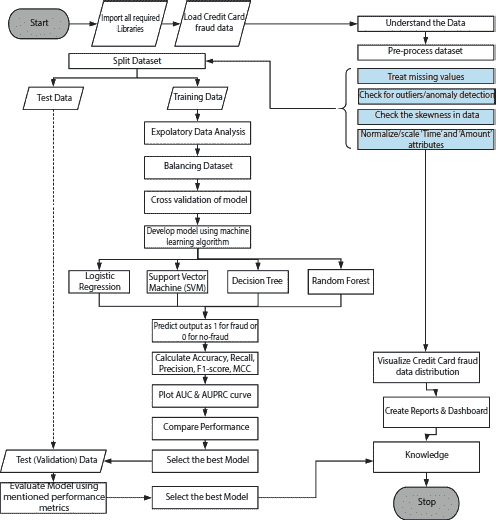 Start
Import all required
Libraries
Load Credit Card
fraud data
Understand the Data
Pre-process dataset
Treat missing values
Check for outliers/anomaly detection
Check the skewness in data
Normalize/scale 'Time' and 'Amount'
attributes
Split Dataset
Test Data
Training Data
Expolatory Data Analysis
Balancing Dataset
Cross validation of model
Develop model using machine
learning algorithm
Logistic
Regression
Support Vector
Machine (SVM)
Decision Tree
Random Forest
Predict output as 1 for fraud or
0 for no-fraud
Calculate Accuracy, Recall,
Precision, F1-score, MCC
Plot AUC & AUPRC curve
Compare Performance
Select the best Model
Test (Validation) Data
Evaluate Model using
mentioned performance
metrics
Select the best Model
Visualize Credit Card fraud
data distribution
Create Reports & Dashboard
Knowledge
Stop